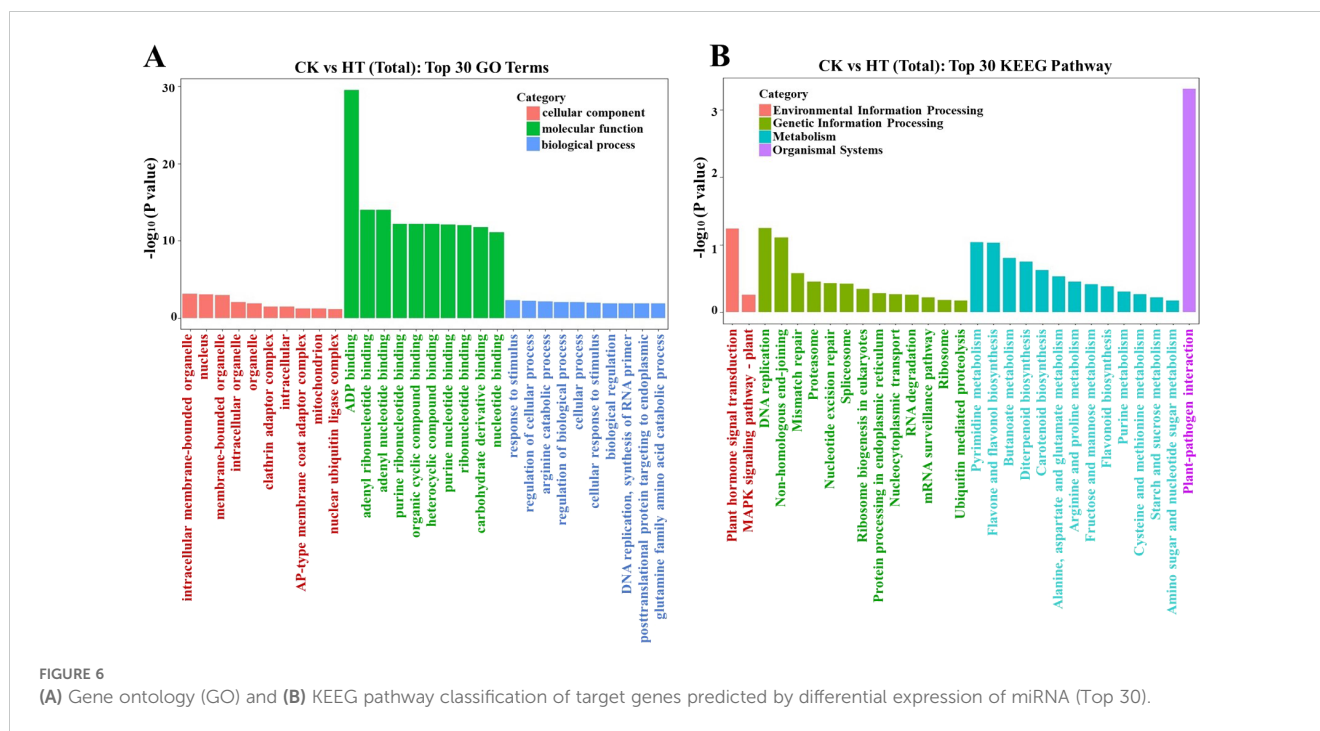 A
CK vs HT (Total): Top 30 GO Terms
-log10 (P value)
30
20
10
0
Category
cellular component
molecular function
biological process
intracellular membrane-bounded organelle
nucleus
membrane-bounded organelle
intracellular organelle
organelle
clathrin adaptor complex
intracellular
AP-type membrane coat adaptor complex
mitochondrion
nuclear ubiquitin ligase complex
ADP binding
adenyl ribonucleotide binding
adenyl nucleotide binding
purine ribonucleotide binding
organic cyclic compound binding
heterocyclic compound binding
purine nucleotide binding
ribonucleotide binding
carbohydrate derivative binding
nucleotide binding
response to stimulus
regulation of cellular process
arginine catabolic process
regulation of biological process
cellular process
cellular response to stimulus
biological regulation
DNA replication, synthesis of RNA primer
posttranslational protein targeting to endoplasmic
glutamine family amino acid catabolic process
B
CK vs HT (Total): Top 30 KEEG Pathway
-log10 (P value)
3
2
1
0
Category
Environmental Information Processing
Genetic Information Processing
Metabolism
Organismal Systems
Plant hormone signal transduction
MAPK signaling pathway - plant
DNA replication
Non-homologous end-joining
Mismatch repair
Proteasome
Nucleotide excision repair
Spliceosome
Ribosome biogenesis in eukaryotes
Protein processing in endoplasmic reticulum
Nucleocytoplasmic transport
RNA degradation
mRNA surveillance pathway
Ribosome
Ubiquitin mediated proteolysis
Pyrimidine metabolism
Flavone and flavonol biosynthesis
Butanoate metabolism
Diterpenoid biosynthesis
Carotenoid biosynthesis
Alanine, aspartate and glutamate metabolism
Arginine and proline metabolism
Fructose and mannose metabolism
Flavonoid biosynthesis
Purine metabolism
Cysteine and methionine metabolism
Starch and sucrose metabolism
Amino sugar and nucleotide sugar metabolism
Plant-pathogen interaction
FIGURE 6
(A) Gene ontology (GO) and (B) KEEG pathway classification of target genes predicted by differential expression of miRNA (Top 30).